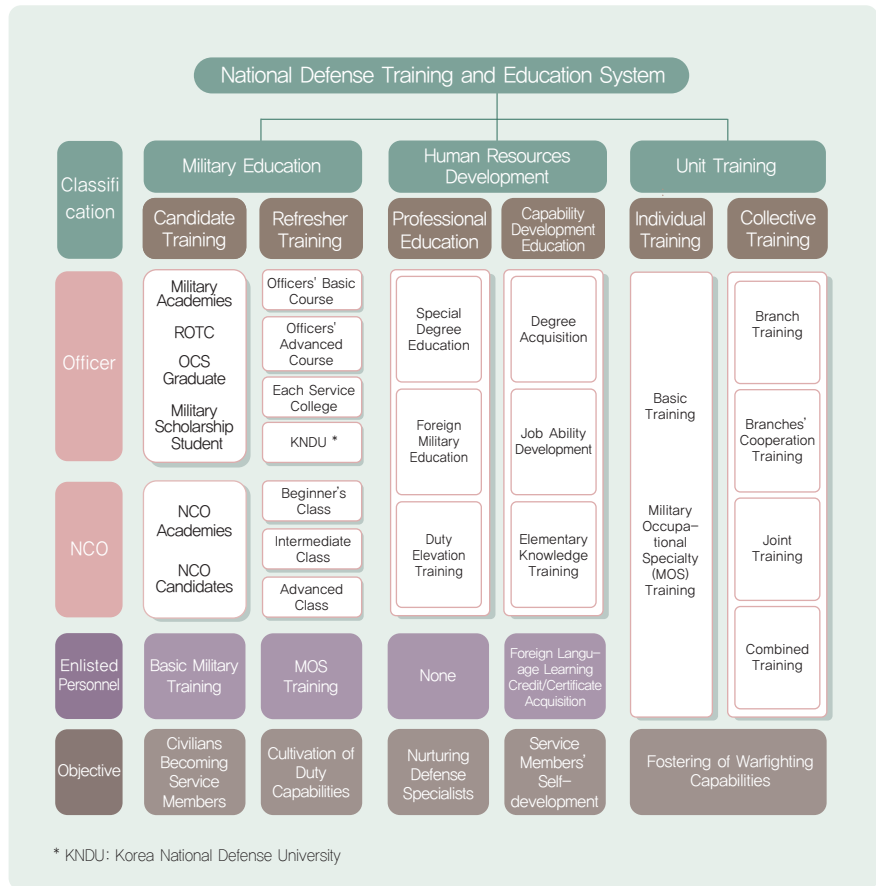 National Defense Training and Education System
Classifi
cation
Military Education
Human Resources
Development
Unit Training
Candidate
Training
Refresher
Training
Professional
Education
Capability
Development
Education
Individual
Training
Collective
Training
Officer
Military
Academies
ROTC
OCS
Graduate
Military
Scholarship
Student
Officers' Basic
Course
Officers'
Advanced
Course
Each Service
College
KNDU *
Special
Degree
Education
Foreign
Military
Education
Duty
Elevation
Training
Degree
Acquisition
Job Ability
Development
Elementary
Knowledge
Training
Basic
Training
Military
Occupa-
tional
Specialty
(MOS)
Training
Branch
Training
Branches'
Cooperation
Training
Joint
Training
Combined
Training
NCO
NCO
Academies
NCO
Candidates
Beginner's
Class
Intermediate
Class
Advanced
Class
Enlisted
Personnel
Basic Military
Training
MOS
Training
None
Foreign Langu-
age Learning
Credit/Certificate
Acquisition
Objective
Civilians
Becoming
Service
Members
Cultivation of
Duty
Capabilities
Nurturing
Defense
Specialists
Service
Members'
Self-
development
Fostering of Warfighting
Capabilities
* KNDU: Korea National Defense University